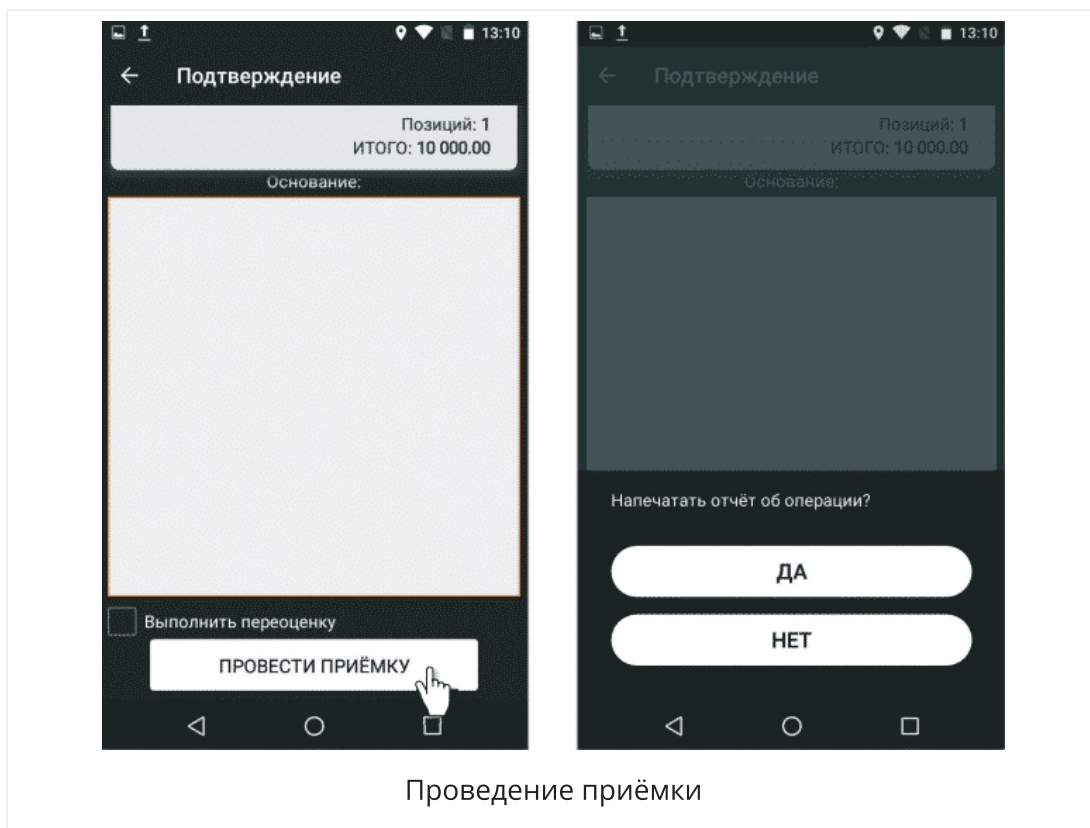 13:10
Подтверждение
Позиций: 1
ИТОГО: 10 000.00
Основание:
Выполнить переоценку
ПРОВЕСТИ ПРИЁМКУ
13:10
Подтверждение
Позиций: 1
ИТОГО: 10 000.00
Основание:
Напечатать отчёт об операции?
ДА
НЕТ
Проведение приёмки